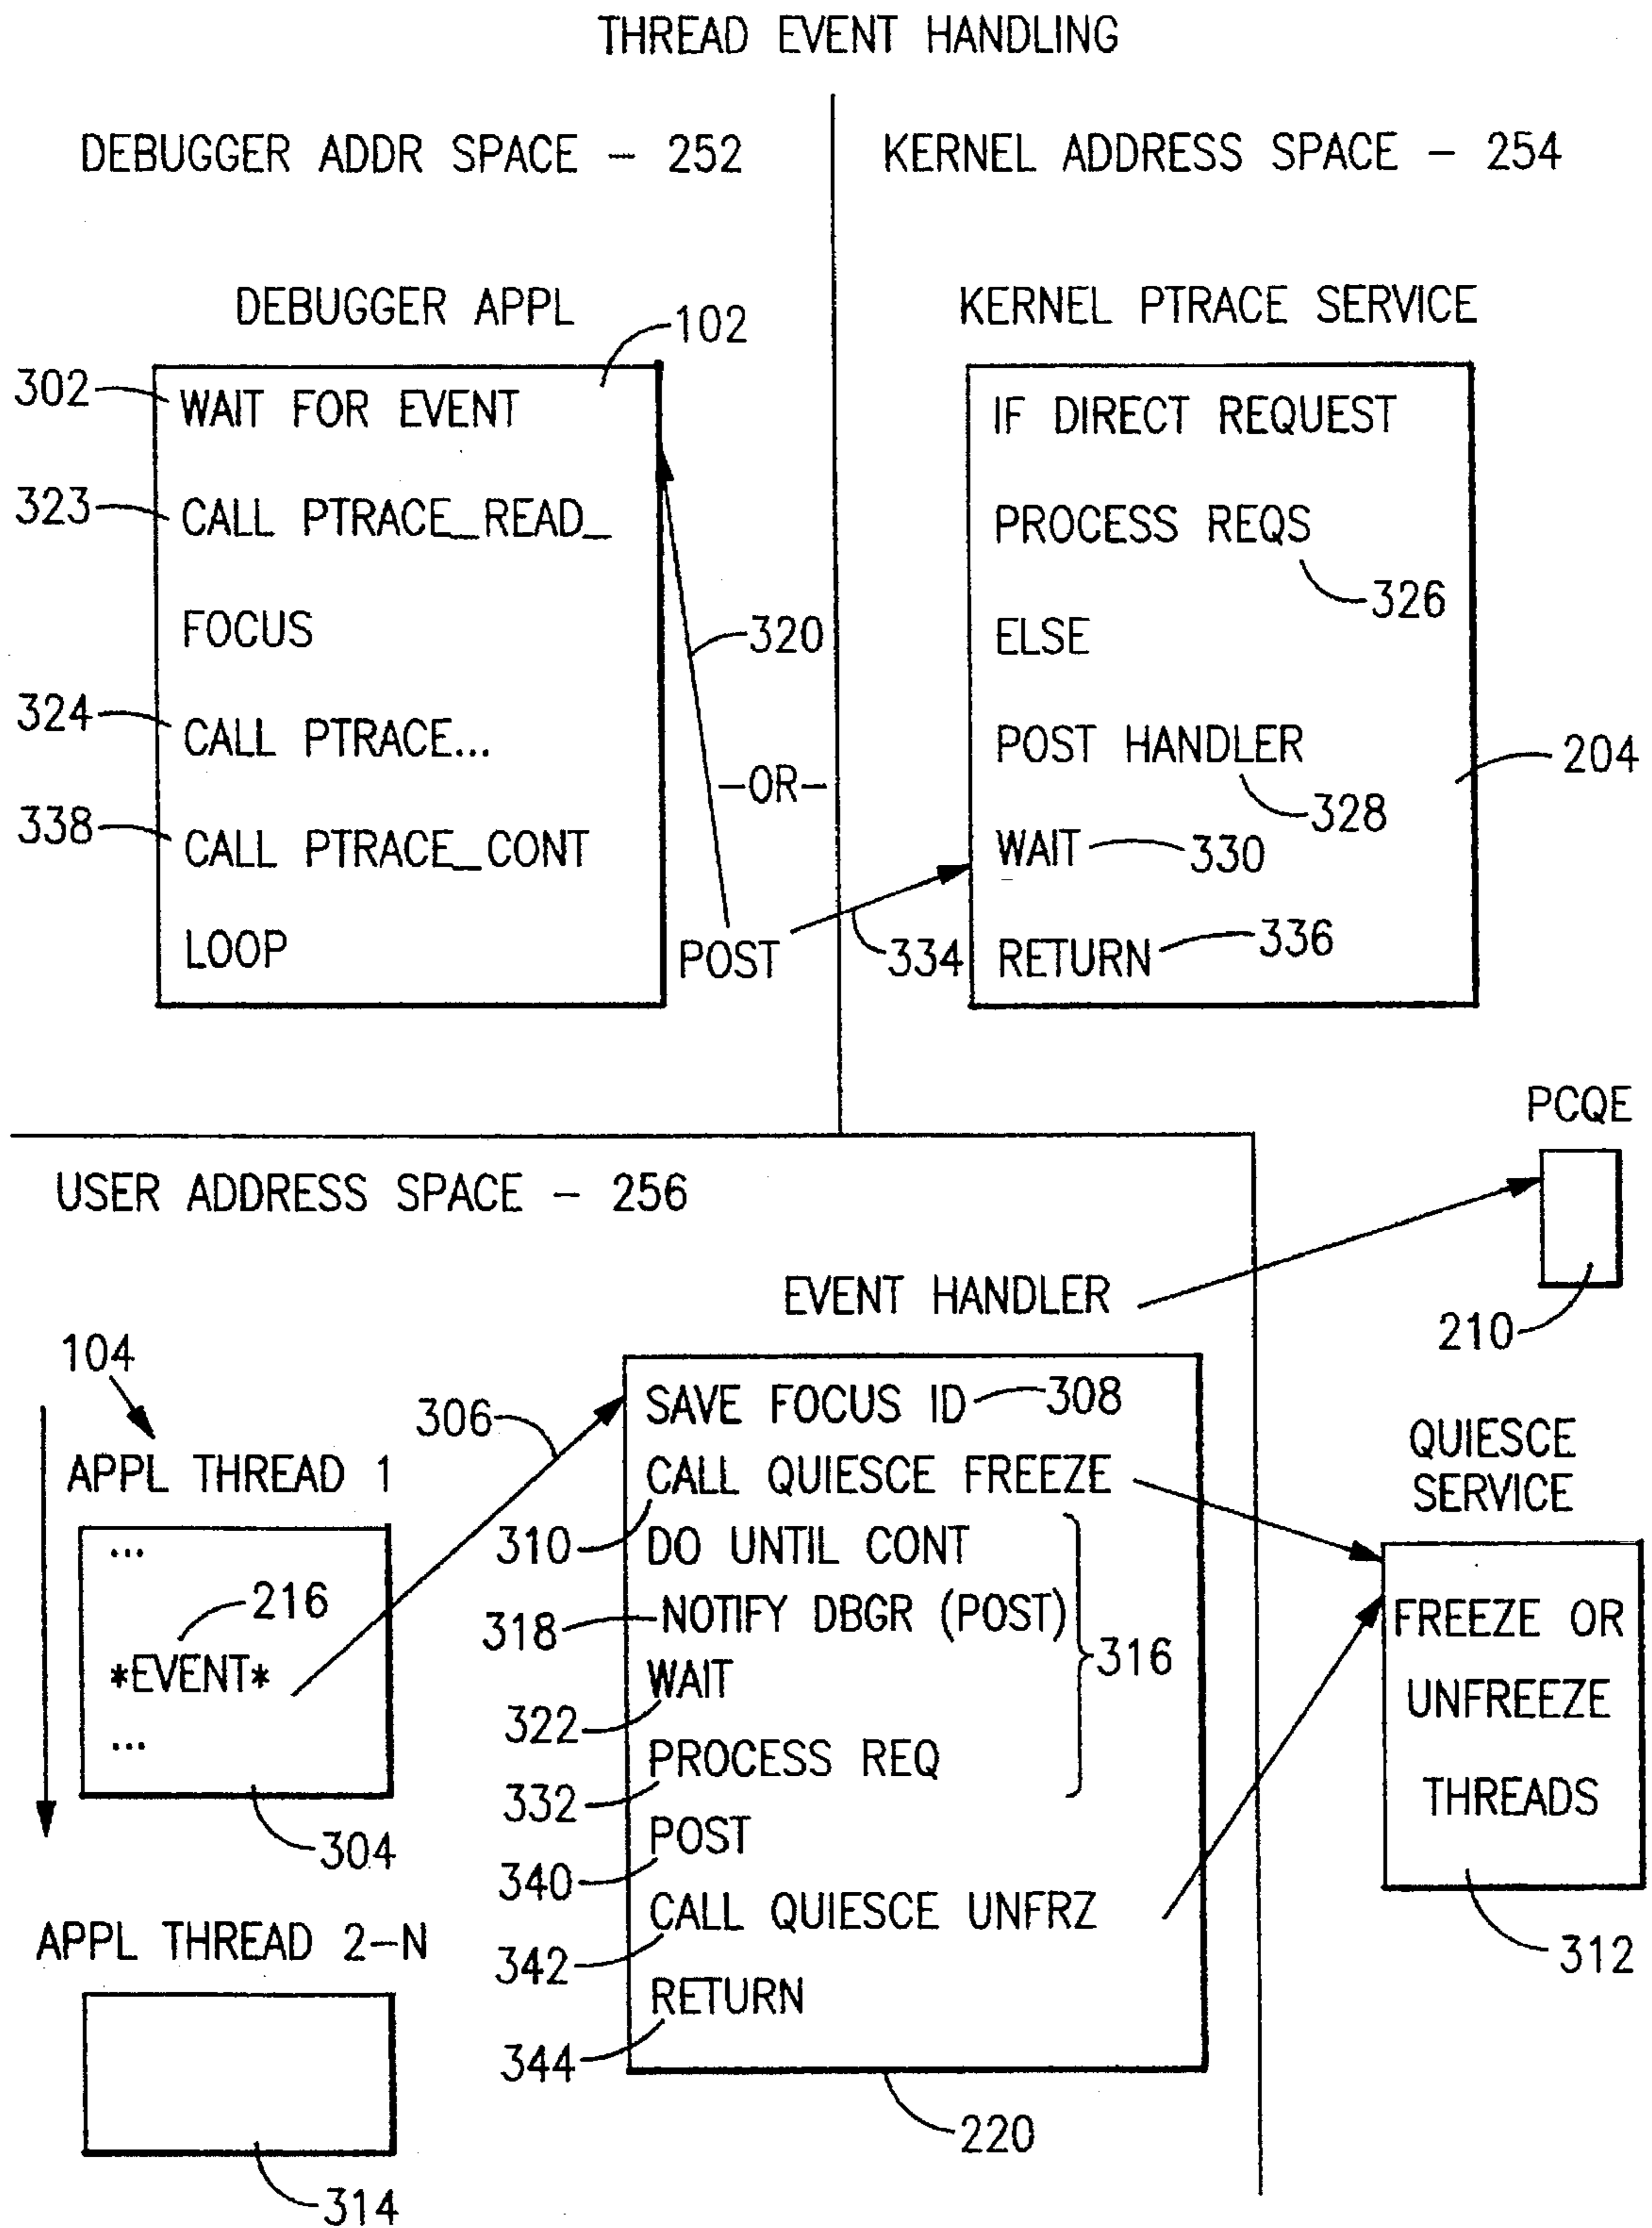 THREAD EVENT HANDLING
DEBUGGER ADDR SPACE – 252
KERNEL ADDRESS SPACE – 254
DEBUGGER APPL
102
302
WAIT FOR EVENT
323
CALL PTRACE_READ_
FOCUS
324
CALL PTRACE...
338
CALL PTRACE_CONT
LOOP
320
–OR–
POST
334
KERNEL PTRACE SERVICE
IF DIRECT REQUEST
PROCESS REQS
326
ELSE
POST HANDLER
204
328
WAIT
330
RETURN
336
PCQE
210
USER ADDRESS SPACE – 256
EVENT HANDLER
104
APPL THREAD 1
...
216
*EVENT*
...
304
APPL THREAD 2–N
314
306
SAVE FOCUS ID
308
CALL QUIESCE FREEZE
310
DO UNTIL CONT
318
NOTIFY DBGR (POST)
316
WAIT
322
PROCESS REQ
332
POST
340
CALL QUIESCE UNFRZ
342
RETURN
344
220
QUIESCE
SERVICE
FREEZE OR
UNFREEZE
THREADS
312